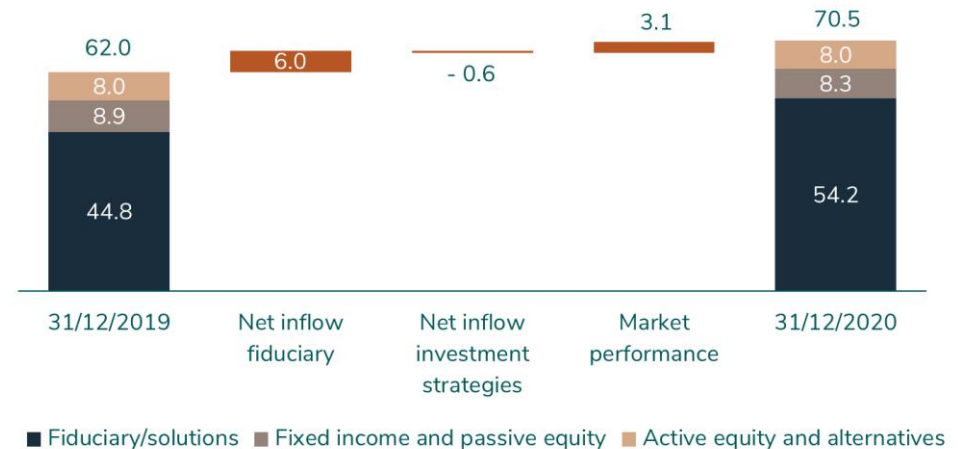 62.0
8.0
8.9
44.8
6.0
- 0.6
3.1
70.5
8.0
8.3
54.2
31/12/2019
Net inflow
fiduciary
Net inflow
investment
strategies
Market
performance
31/12/2020
Fiduciary/solutions
Fixed income and passive equity
Active equity and alternatives